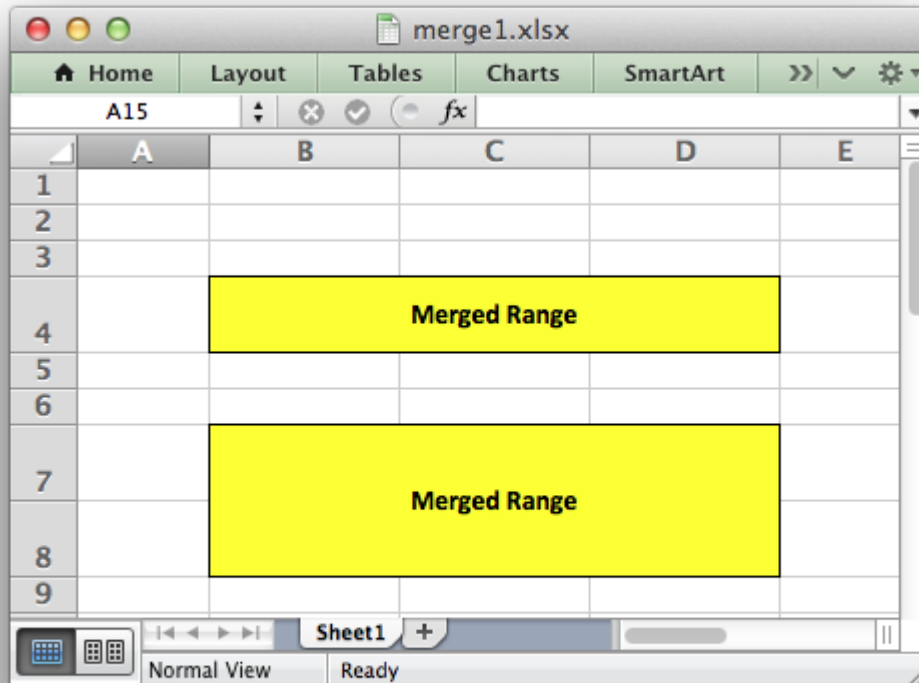 merge1.xlsx
Home Layout Tables Charts SmartArt
A15 fx
A B C D E
1
2
3
4 Merged Range
5
6
7 Merged Range
8
9
Sheet1
Normal View Ready